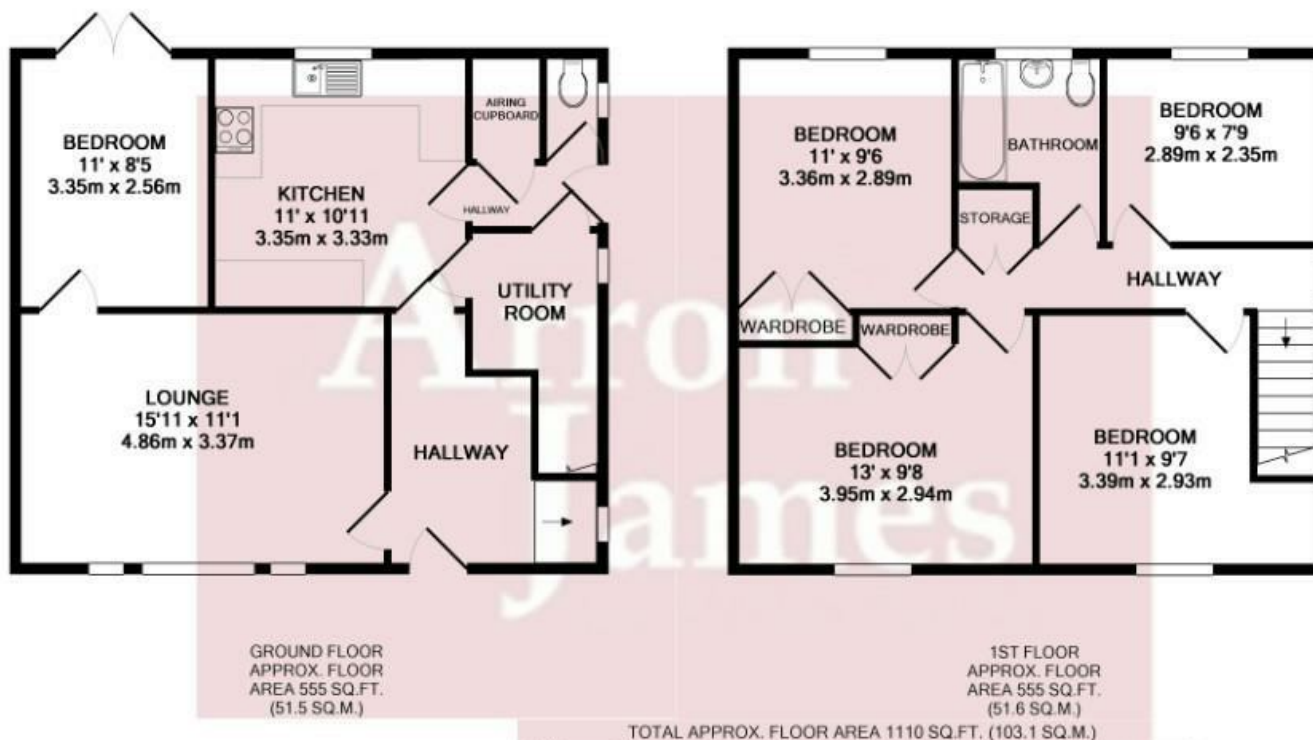 BEDROOM
11' x 8'5
3.35m x 2.56m
KITCHEN
11' x 10'11
3.35m x 3.33m
AIRING
CUPBOARD
HALLWAY
UTILITY
ROOM
LOUNGE
15'11 x 11'1
4.86m x 3.37m
HALLWAY
GROUND FLOOR
APPROX. FLOOR
AREA 555 SQ.FT.
(51.5 SQ.M.)
BEDROOM
11' x 9'6
3.36m x 2.89m
BATHROOM
BEDROOM
9'6 x 7'9
2.89m x 2.35m
STORAGE
HALLWAY
WARDROBE
WARDROBE
BEDROOM
13' x 9'8
3.95m x 2.94m
BEDROOM
11'1 x 9'7
3.39m x 2.93m
1ST FLOOR
APPROX. FLOOR
AREA 555 SQ.FT.
(51.6 SQ.M.)
TOTAL APPROX. FLOOR AREA 1110 SQ.FT. (103.1 SQ.M.)
Arron
James